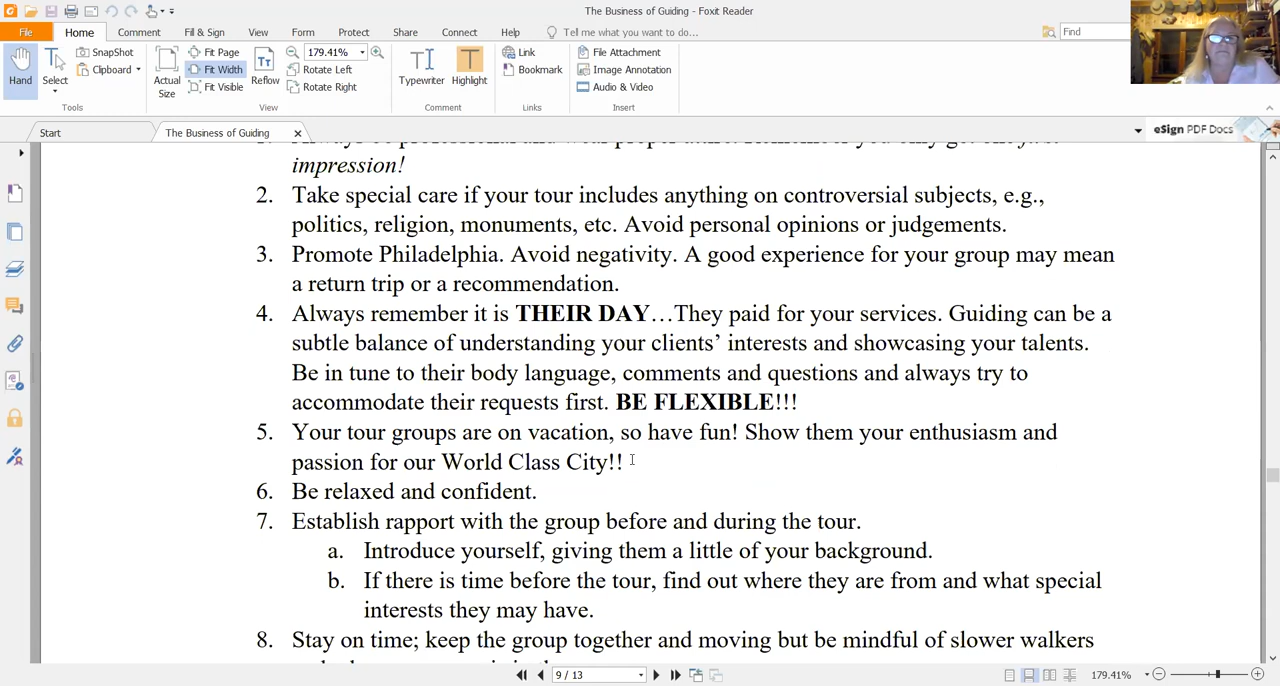 The Business of Guiding - Foxit Reader
File Home Comment Fill & Sign View Form Protect Share Connect Help Tell me what you want to do... Find
Hand Select SnapShot Clipboard Actual Size Fit Page Fit Width Fit Visible Reflow 179.41% Rotate Left Rotate Right Typewriter Highlight Link Bookmark File Attachment Image Annotation Audio & Video
Tools View Comment Links Insert
Start The Business of Guiding eSign PDF Docs
impression!
2. Take special care if your tour includes anything on controversial subjects, e.g.,
politics, religion, monuments, etc. Avoid personal opinions or judgements.
3. Promote Philadelphia. Avoid negativity. A good experience for your group may mean
a return trip or a recommendation.
4. Always remember it is THEIR DAY…They paid for your services. Guiding can be a
subtle balance of understanding your clients’ interests and showcasing your talents.
Be in tune to their body language, comments and questions and always try to
accommodate their requests first. BE FLEXIBLE!!!
5. Your tour groups are on vacation, so have fun! Show them your enthusiasm and
passion for our World Class City!!
6. Be relaxed and confident.
7. Establish rapport with the group before and during the tour.
a. Introduce yourself, giving them a little of your background.
b. If there is time before the tour, find out where they are from and what special
interests they may have.
8. Stay on time; keep the group together and moving but be mindful of slower walkers
9 / 13 179.41%